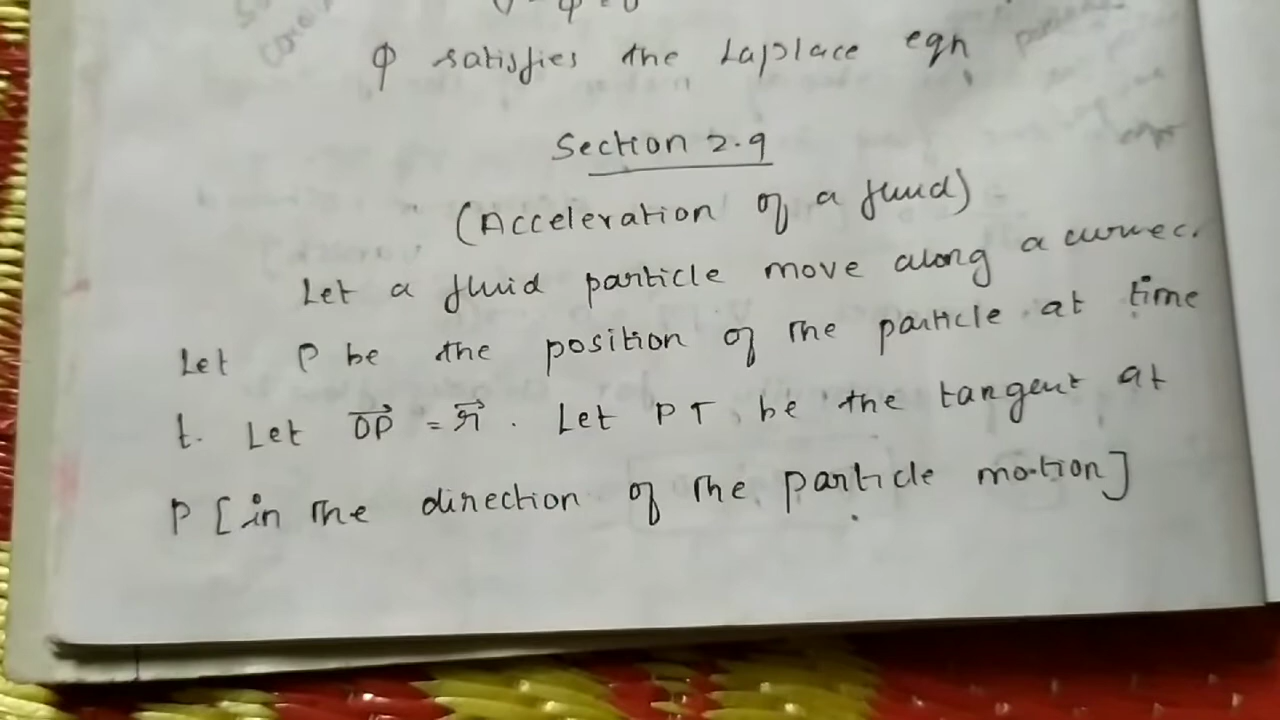 φ satisfies the Laplace eqn
Section 2.9
(Acceleration of a fluid)
Let a fluid particle move along a curve c.
Let P be the position of the particle at time
t. Let \overrightarrow{OP} = \vec{r}. Let PT be the tangent at
P [in the direction of the particle motion]